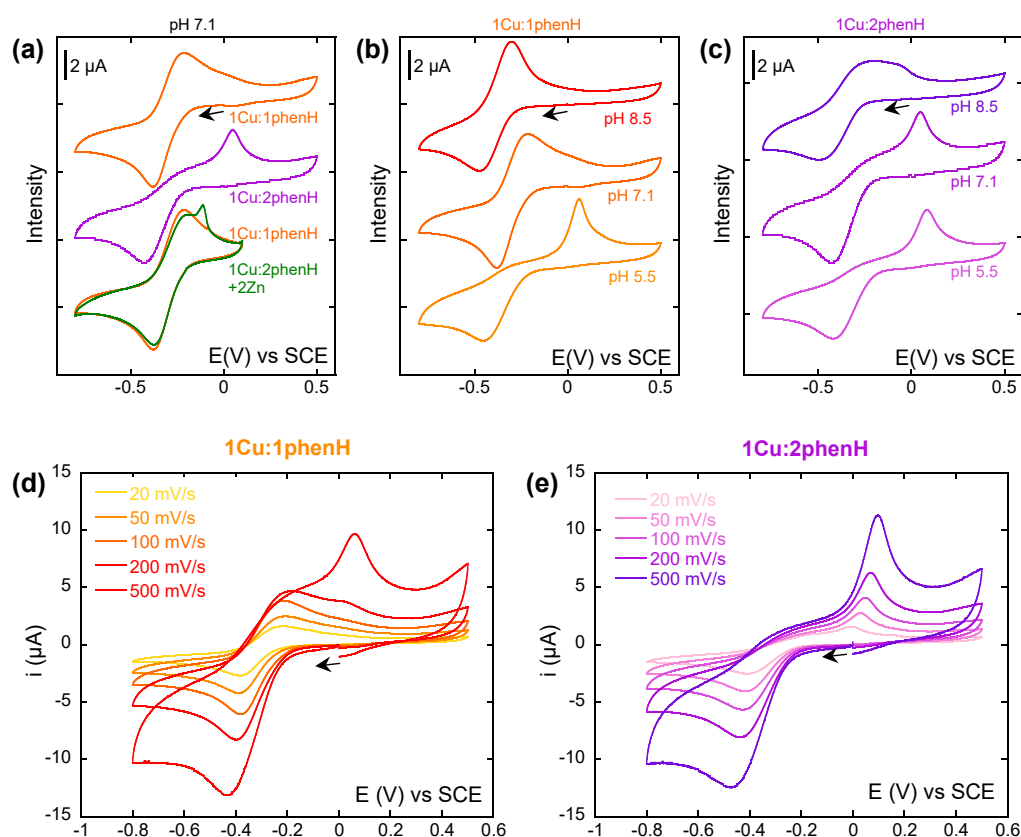 pH 7.1
1Cu:1phenH
1Cu:2phenH
(a)
(b)
(c)
2 µA
2 µA
2 µA
Intensity
Intensity
Intensity
1Cu:1phenH
1Cu:2phenH
1Cu:1phenH
1Cu:2phenH
+2Zn
E(V) vs SCE
-0.5
0
0.5
pH 8.5
pH 7.1
pH 5.5
E(V) vs SCE
-0.5
0
0.5
pH 8.5
pH 7.1
pH 5.5
E(V) vs SCE
-0.5
0
0.5
1Cu:1phenH
1Cu:2phenH
(d)
(e)
15
10
5
0
-5
-10
-15
i (µA)
20 mV/s
50 mV/s
100 mV/s
200 mV/s
500 mV/s
E (V) vs SCE
-1
-0.8
-0.6
-0.4
-0.2
0
0.2
0.4
0.6
15
10
5
0
-5
-10
-15
i (µA)
20 mV/s
50 mV/s
100 mV/s
200 mV/s
500 mV/s
E (V) vs SCE
-1
-0.8
-0.6
-0.4
-0.2
0
0.2
0.4
0.6